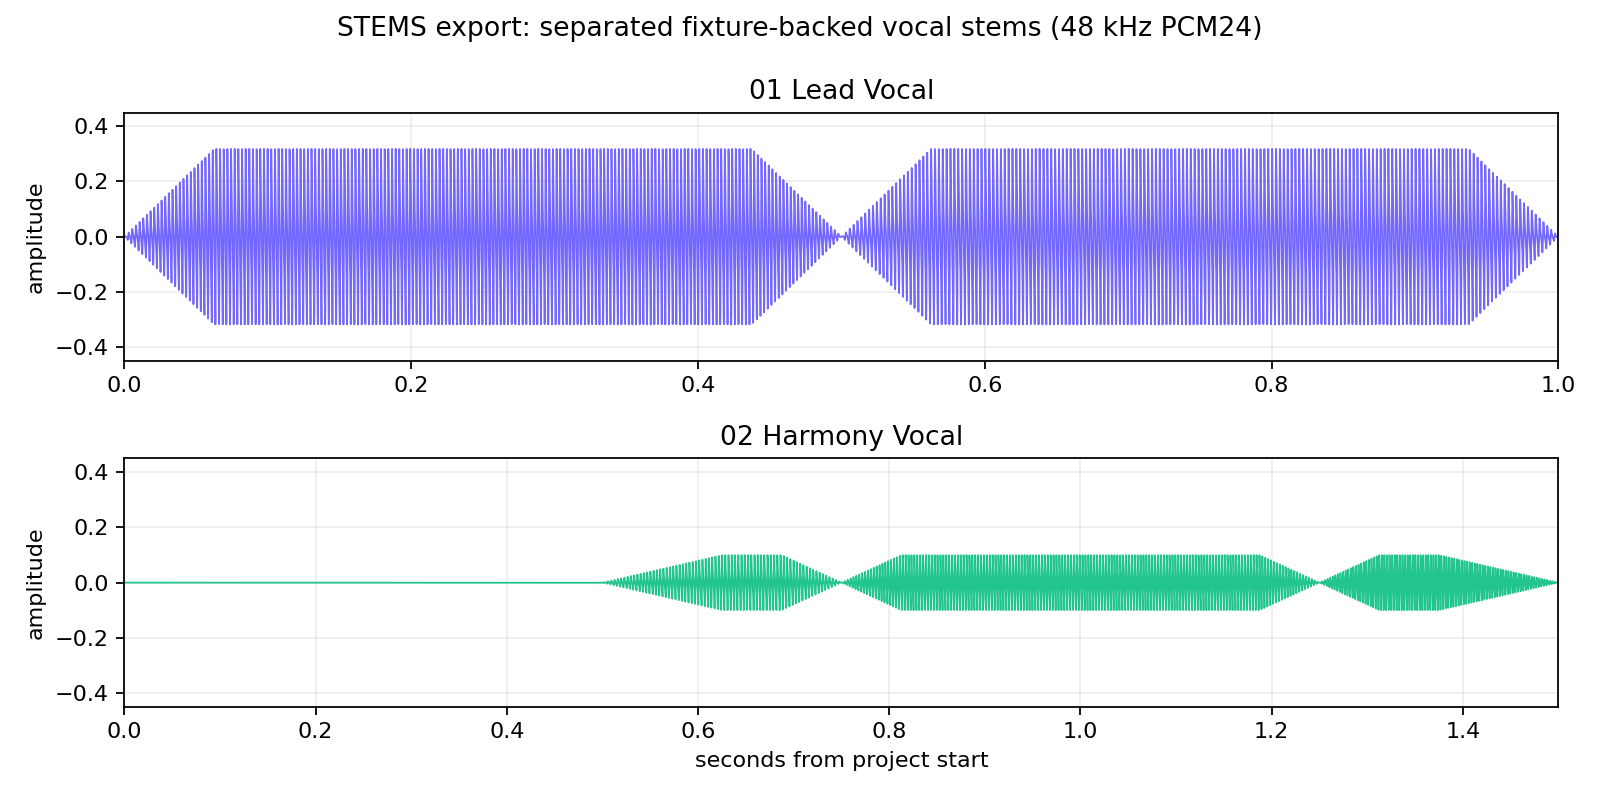 STEMS export: separated fixture-backed vocal stems (48 kHz PCM24)
01 Lead Vocal
amplitude
0.4
0.2
0.0
−0.2
−0.4
0.0 0.2 0.4 0.6 0.8 1.0
02 Harmony Vocal
amplitude
0.4
0.2
0.0
−0.2
−0.4
0.0 0.2 0.4 0.6 0.8 1.0 1.2 1.4
seconds from project start